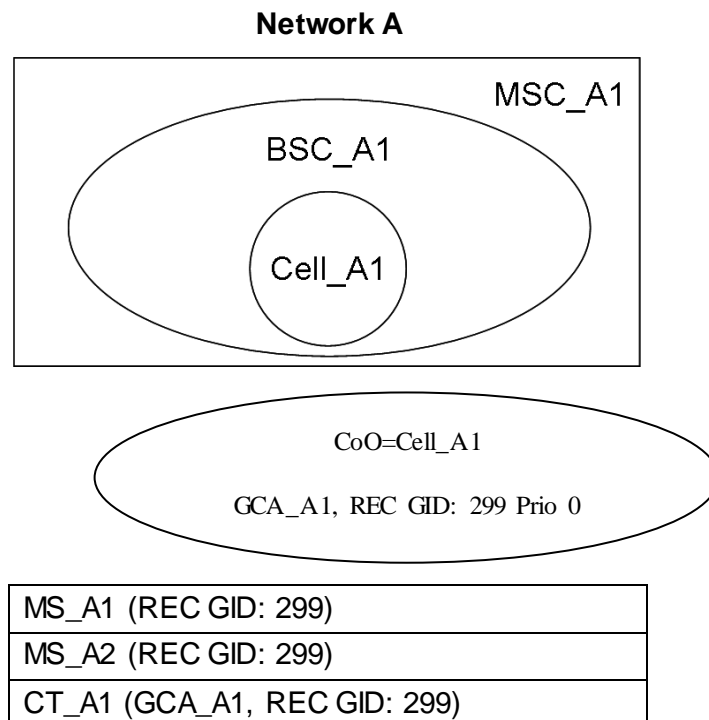 Network A
MSC_A1
BSC_A1
Cell_A1
CoO=Cell_A1
GCA_A1, REC GID: 299 Prio 0
MS_A1 (REC GID: 299)
MS_A2 (REC GID: 299)
CT_A1 (GCA_A1, REC GID: 299)